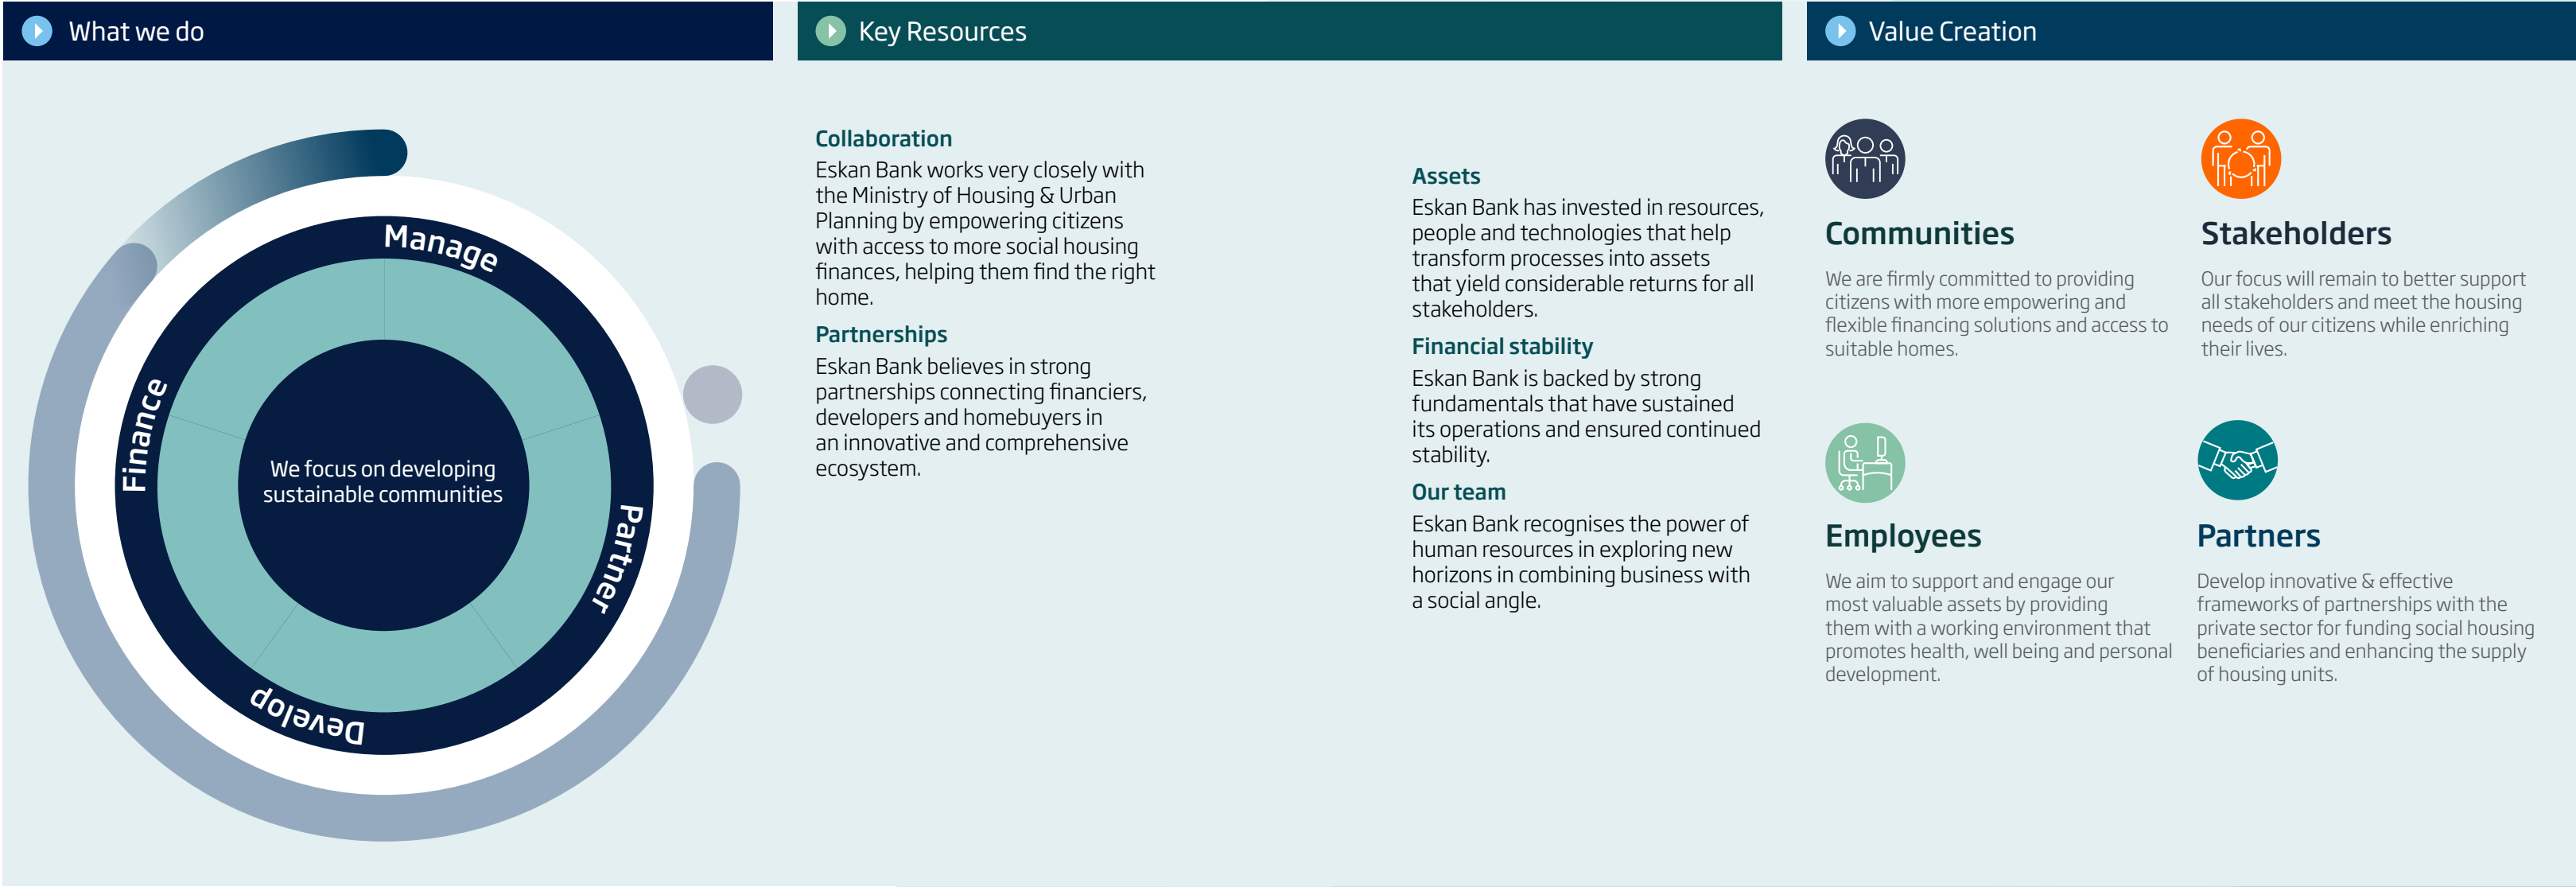 What we do
Manage
Finance
Partner
Develop
We focus on developing
sustainable communities
Key Resources
Collaboration
Eskan Bank works very closely with
the Ministry of Housing & Urban
Planning by empowering citizens
with access to more social housing
finances, helping them find the right
home.
Partnerships
Eskan Bank believes in strong
partnerships connecting financiers,
developers and homebuyers in
an innovative and comprehensive
ecosystem.
Assets
Eskan Bank has invested in resources,
people and technologies that help
transform processes into assets
that yield considerable returns for all
stakeholders.
Financial stability
Eskan Bank is backed by strong
fundamentals that have sustained
its operations and ensured continued
stability.
Our team
Eskan Bank recognises the power of
human resources in exploring new
horizons in combining business with
a social angle.
Value Creation
Communities
We are firmly committed to providing
citizens with more empowering and
flexible financing solutions and access to
suitable homes.
Stakeholders
Our focus will remain to better support
all stakeholders and meet the housing
needs of our citizens while enriching
their lives.
Employees
We aim to support and engage our
most valuable assets by providing
them with a working environment that
promotes health, well being and personal
development.
Partners
Develop innovative & effective
frameworks of partnerships with the
private sector for funding social housing
beneficiaries and enhancing the supply
of housing units.